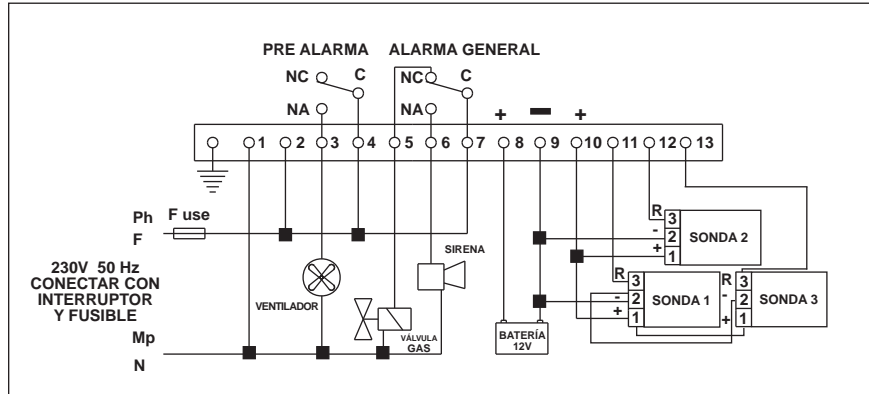 PRE ALARMA ALARMA GENERAL
NC C NC C
NA NA + - +
1 2 3 4 5 6 7 8 9 10 11 12 13
Ph F use
F
230V 50 Hz
CONECTAR CON
INTERRUPTOR
Y FUSIBLE
Mp
N
VENTILADOR
SIRENA
VÁLVULA
GAS
BATERÍA
12V
R 3
- 2 SONDA 2
+ 1
R 3
- 2 SONDA 1
+ 1
R 3
- 2 SONDA 3
+ 1